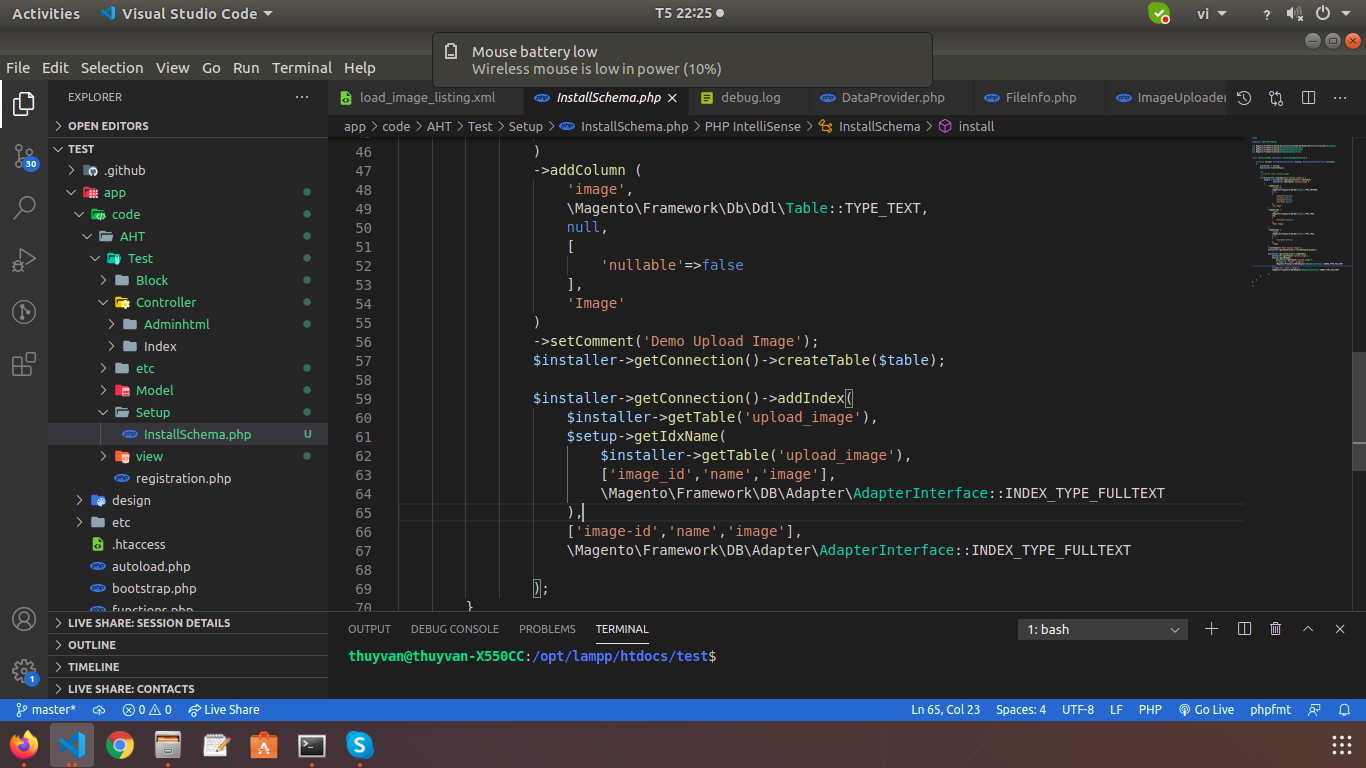 Activities
Visual Studio Code
T5 22:25
vi
?
Mouse battery low
Wireless mouse is low in power (10%)
File Edit Selection View Go Run Terminal Help
EXPLORER
load_image_listing.xml
InstallSchema.php
debug.log
DataProvider.php
FileInfo.php
ImageUploader
OPEN EDITORS
app > code > AHT > Test > Setup > InstallSchema.php > PHP IntelliSense > InstallSchema > install
TEST
.github
app
code
AHT
Test
Block
Controller
Adminhtml
Index
etc
Model
Setup
InstallSchema.php U
view
registration.php
design
etc
.htaccess
autoload.php
bootstrap.php
functions.php
LIVE SHARE: SESSION DETAILS
OUTLINE
TIMELINE
LIVE SHARE: CONTACTS
30
1
46 )
47 ->addColumn (
48 'image',
49 \Magento\Framework\Db\Ddl\Table::TYPE_TEXT,
50 null,
51 [
52 'nullable'=>false
53 ],
54 'Image'
55 )
56 ->setComment('Demo Upload Image');
57 $installer->getConnection()->createTable($table);
58
59 $installer->getConnection()->addIndex(
60 $installer->getTable('upload_image'),
61 $setup->getIdxName(
62 $installer->getTable('upload_image'),
63 ['image_id','name','image'],
64 \Magento\Framework\DB\Adapter\AdapterInterface::INDEX_TYPE_FULLTEXT
65 ),
66 ['image-id','name','image'],
67 \Magento\Framework\DB\Adapter\AdapterInterface::INDEX_TYPE_FULLTEXT
68
69 );
70 }
OUTPUT DEBUG CONSOLE PROBLEMS TERMINAL
1: bash
thuyvan@thuyvan-X550CC:/opt/lampp/htdocs/test$
master* 0 0 Live Share
Ln 65, Col 23 Spaces: 4 UTF-8 LF PHP Go Live phpfmt